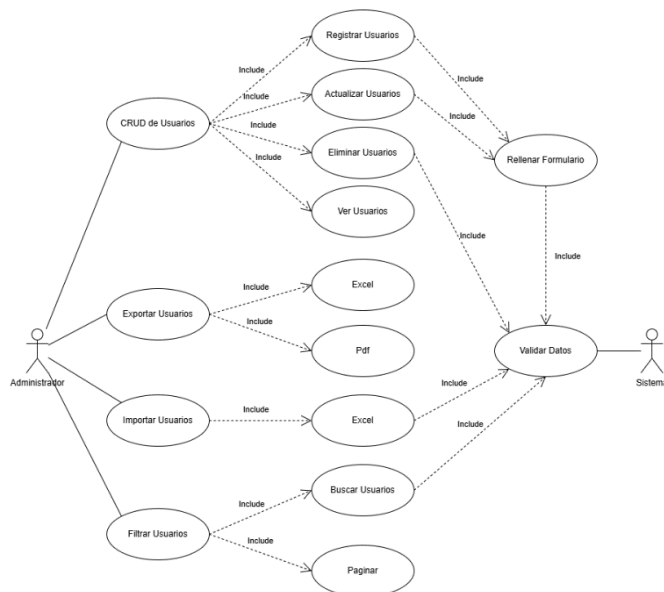 Registrar Usuarios
Include
Include
Actualizar Usuarios
Include
Include
CRUD de Usuarios
Include
Eliminar Usuarios
Rellenar Formulario
Include
Ver Usuarios
Include
Include
Include
Excel
Exportar Usuarios
Include
Pdf
Validar Datos
Administrador
Sistema
Include
Include
Importar Usuarios
Excel
Include
Buscar Usuarios
Include
Filtrar Usuarios
Include
Paginar